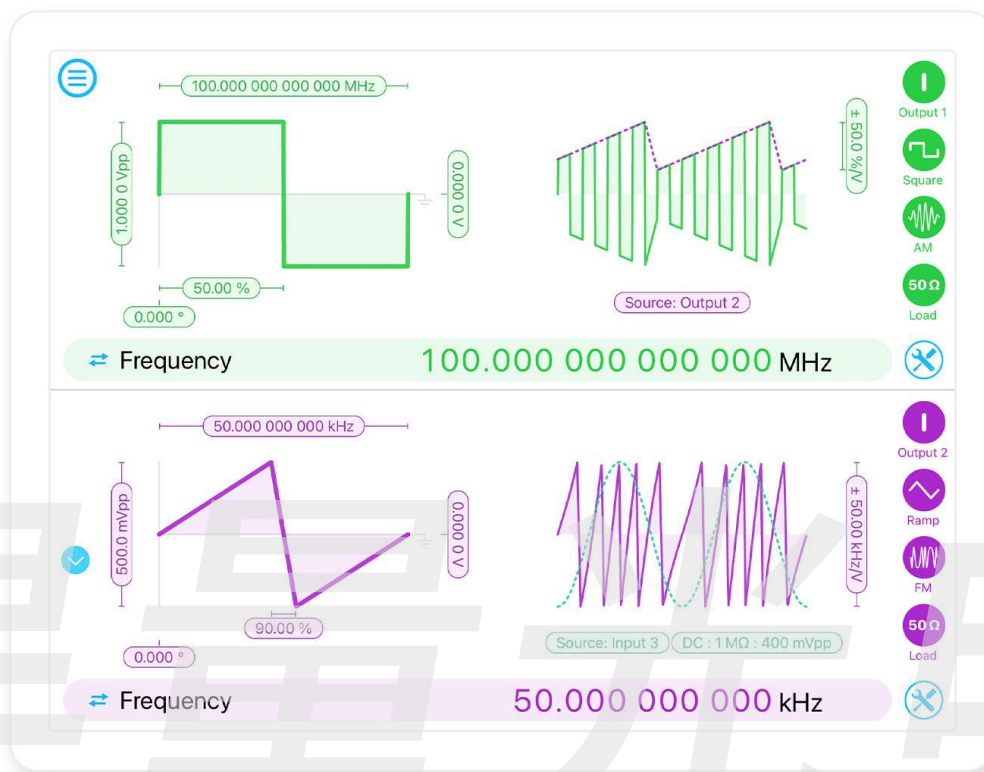 100.000 000 000 000 MHz
1.000 0 Vpp
0.000 0 V
50.00 %
0.000 °
± 50.0 %/V
Source: Output 2
Output 1
Square
AM
50 Ω
Load
Frequency 100.000 000 000 000 MHz
50.000 000 000 kHz
500.0 mVpp
0.000 0 V
90.00 %
0.000 °
± 50.00 kHz/V
Source: Input 3 DC : 1 MΩ : 400 mVpp
Output 2
Ramp
FM
50 Ω
Load
Frequency 50.000 000 000 kHz